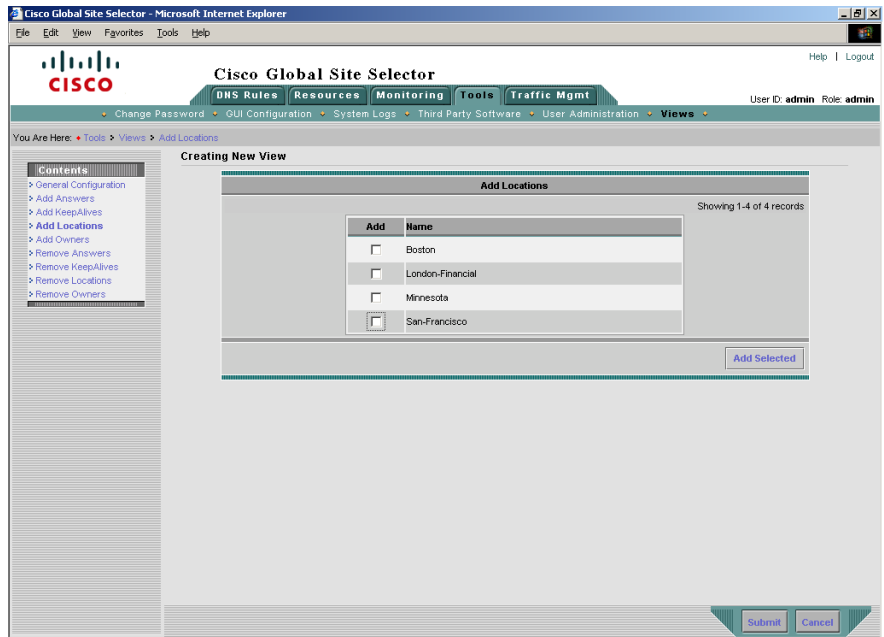 Cisco Global Site Selector - Microsoft Internet Explorer
File Edit View Favorites Tools Help
Help | Logout
CISCO
Cisco Global Site Selector
DNS Rules Resources Monitoring Tools Traffic Mgmt
User ID: admin Role: admin
Change Password GUI Configuration System Logs Third Party Software User Administration Views
You Are Here: Tools Views Add Locations
Creating New View
Contents
General Configuration
Add Answers
Add KeepAlives
Add Locations
Add Owners
Remove Answers
Remove KeepAlives
Remove Locations
Remove Owners
Add Locations
Showing 1-4 of 4 records
Add Name
Boston
London-Financial
Minnesota
San-Francisco
Add Selected
Submit Cancel